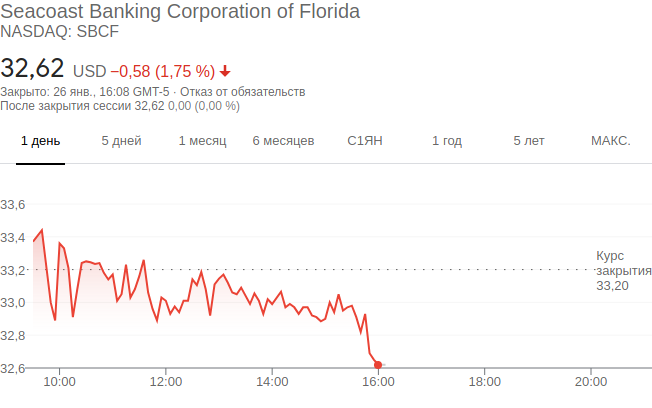 Seacoast Banking Corporation of Florida
NASDAQ: SBCF
32,62 USD −0,58 (1,75 %)
Закрыто: 26 янв., 16:08 GMT-5 · Отказ от обязательств
После закрытия сессии 32,62 0,00 (0,00 %)
1 день 5 дней 1 месяц 6 месяцев С1ЯН 1 год 5 лет МАКС.
33,6
33,4
33,2
33,0
32,8
32,6
Курс
закрытия
33,20
10:00 12:00 14:00 16:00 18:00 20:00